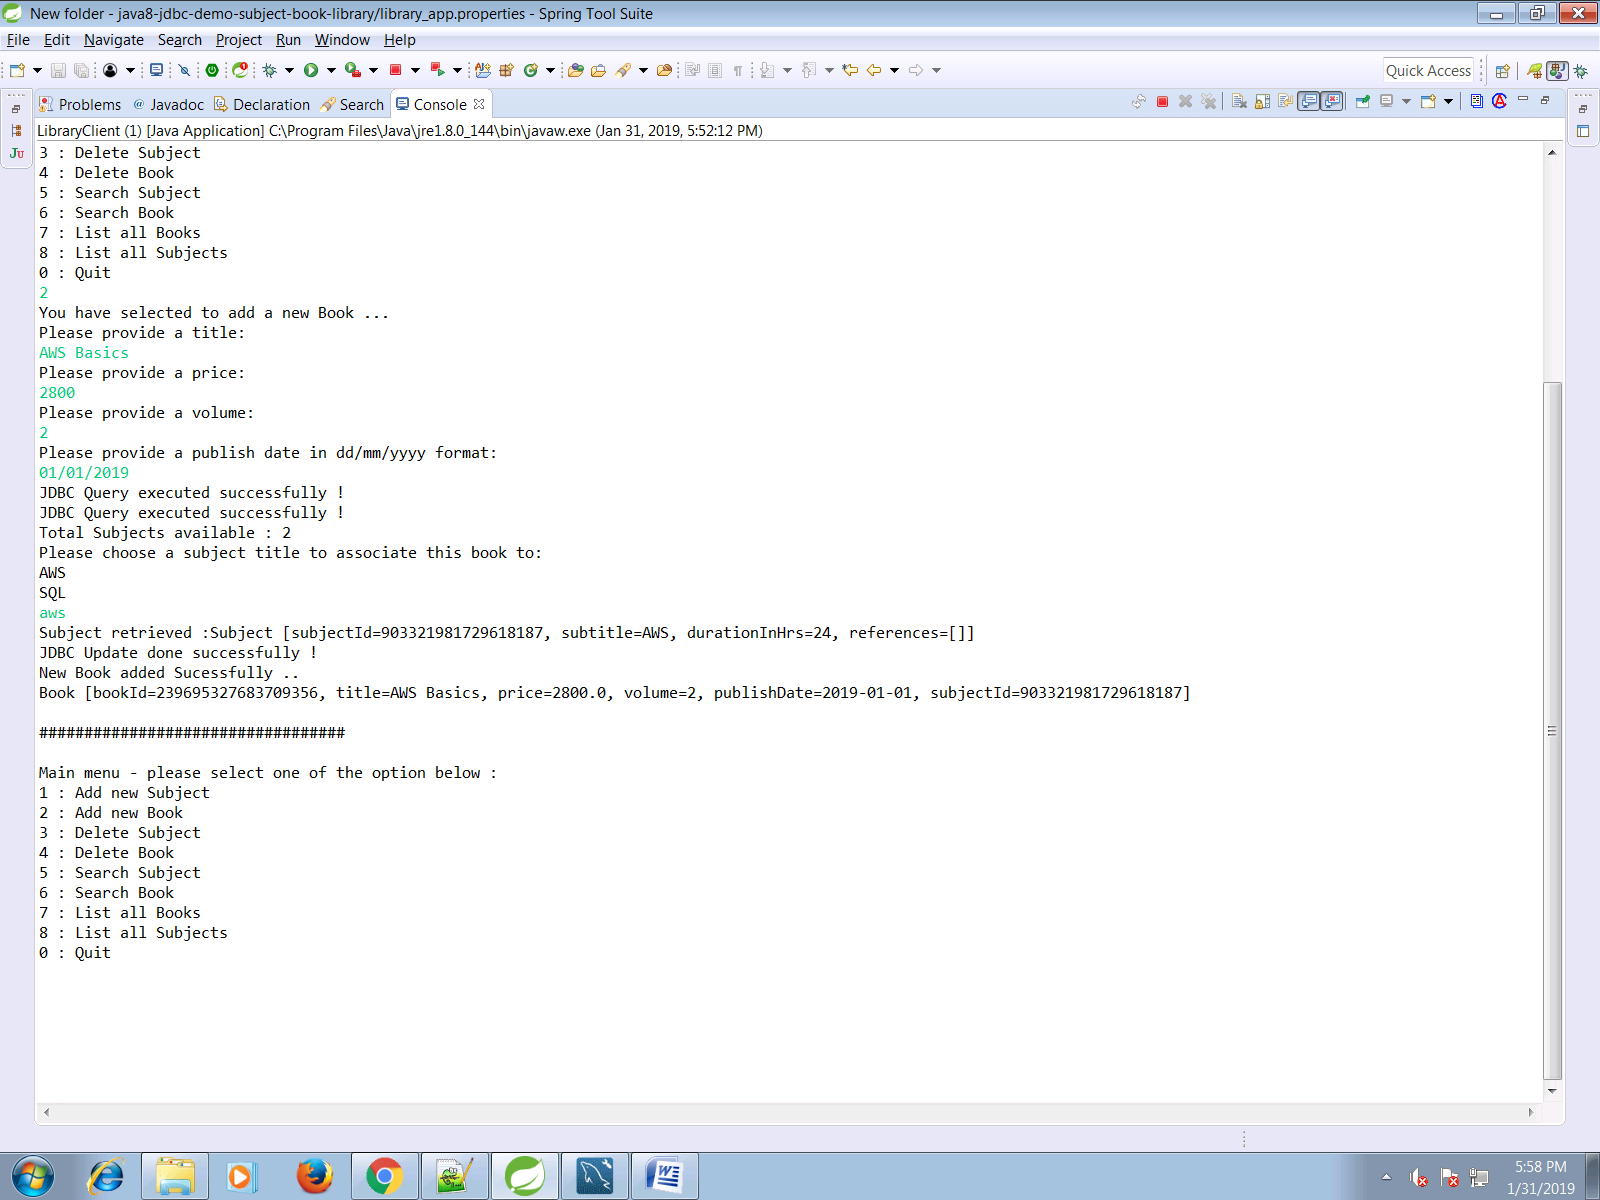 New folder - java8-jdbc-demo-subject-book-library/library_app.properties - Spring Tool Suite
File Edit Navigate Search Project Run Window Help
Quick Access
Problems @ Javadoc Declaration Search Console
LibraryClient (1) [Java Application] C:\Program Files\Java\jre1.8.0_144\bin\javaw.exe (Jan 31, 2019, 5:52:12 PM)
JU
3 : Delete Subject
4 : Delete Book
5 : Search Subject
6 : Search Book
7 : List all Books
8 : List all Subjects
0 : Quit
2
You have selected to add a new Book ...
Please provide a title:
AWS Basics
Please provide a price:
2800
Please provide a volume:
2
Please provide a publish date in dd/mm/yyyy format:
01/01/2019
JDBC Query executed successfully !
JDBC Query executed successfully !
Total Subjects available : 2
Please choose a subject title to associate this book to:
AWS
SQL
aws
Subject retrieved :Subject [subjectId=903321981729618187, subtitle=AWS, durationInHrs=24, references=[]]
JDBC Update done successfully !
New Book added Sucessfully ..
Book [bookId=239695327683709356, title=AWS Basics, price=2800.0, volume=2, publishDate=2019-01-01, subjectId=903321981729618187]
##################################
Main menu - please select one of the option below :
1 : Add new Subject
2 : Add new Book
3 : Delete Subject
4 : Delete Book
5 : Search Subject
6 : Search Book
7 : List all Books
8 : List all Subjects
0 : Quit
5:58 PM
1/31/2019